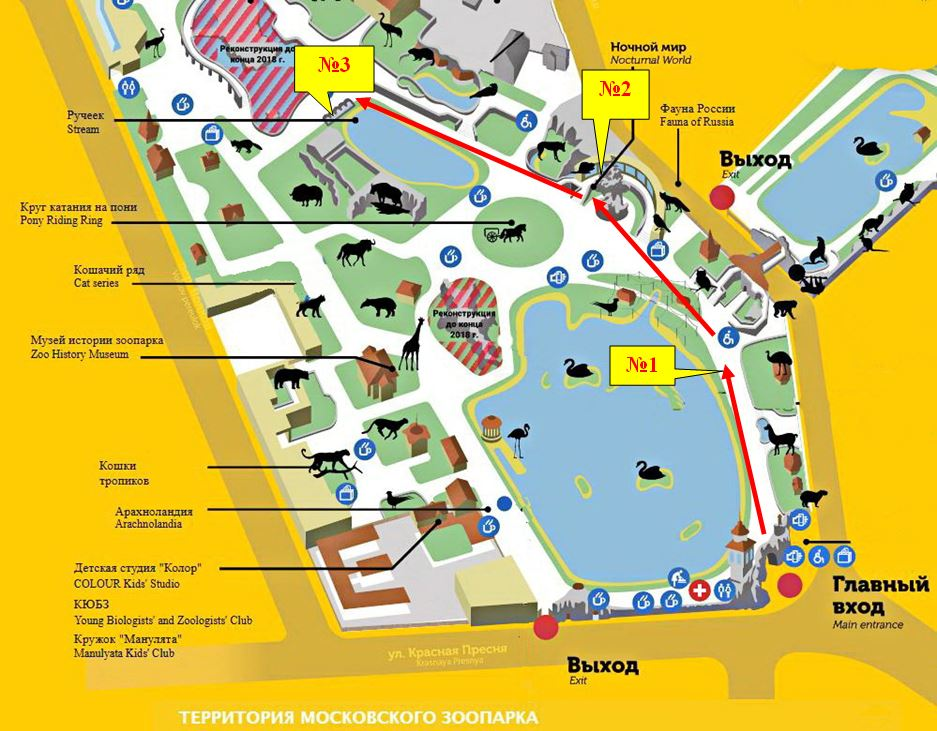 Реконструкция до
конца 2018 г.
№3
Ночной мир
Nocturnal World
№2
Фауна России
Fauna of Russia
Ручеек
Stream
Выход
Exit
Круг катания на пони
Pony Riding Ring
Кошачий ряд
Cat series
Реконструкция
до конца
2018 г.
Музей истории зоопарка
Zoo History Museum
№1
Кошки
тропиков
Арахноландия
Arachnolandia
Детская студия "Колор"
COLOUR Kids' Studio
КЮБЗ
Young Biologists' and Zoologists' Club
Кружок "Манулята"
Manulyata Kids' Club
Главный
вход
Main entrance
ул. Красная Пресня
Krasnaya Presnya
Выход
Exit
ТЕРРИТОРИЯ МОСКОВСКОГО ЗООПАРКА